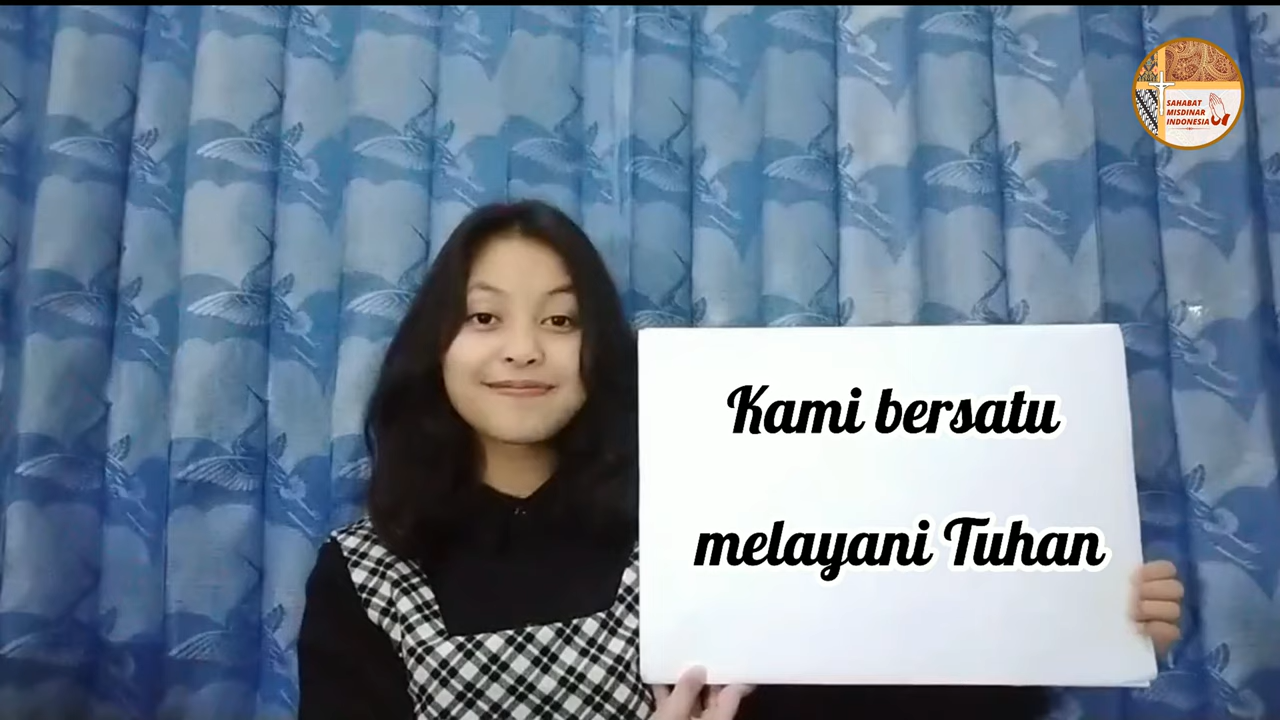 SAHABAT
MISDINAR
INDONESIA
Kami bersatu
melayani Tuhan